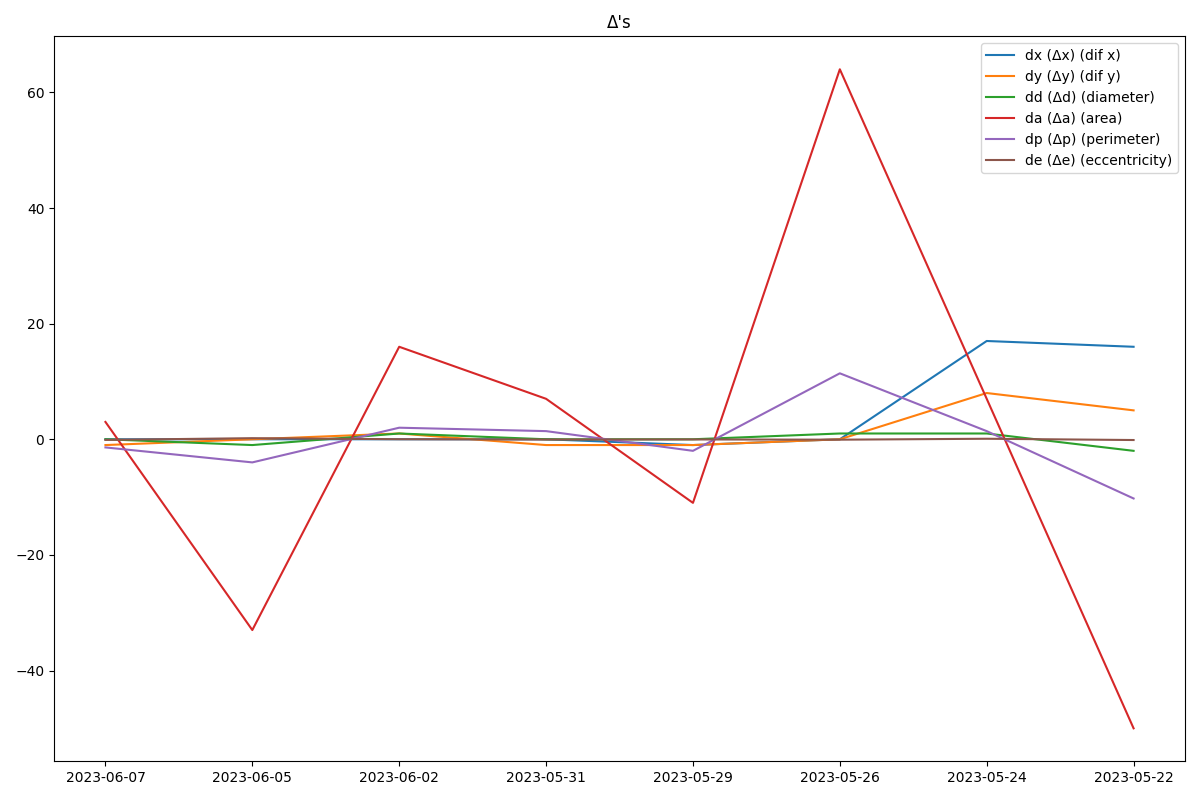 Δ's
dx (Δx) (dif x)
dy (Δy) (dif y)
dd (Δd) (diameter)
da (Δa) (area)
dp (Δp) (perimeter)
de (Δe) (eccentricity)
60
40
20
0
−20
−40
2023-06-07 2023-06-05 2023-06-02 2023-05-31 2023-05-29 2023-05-26 2023-05-24 2023-05-22